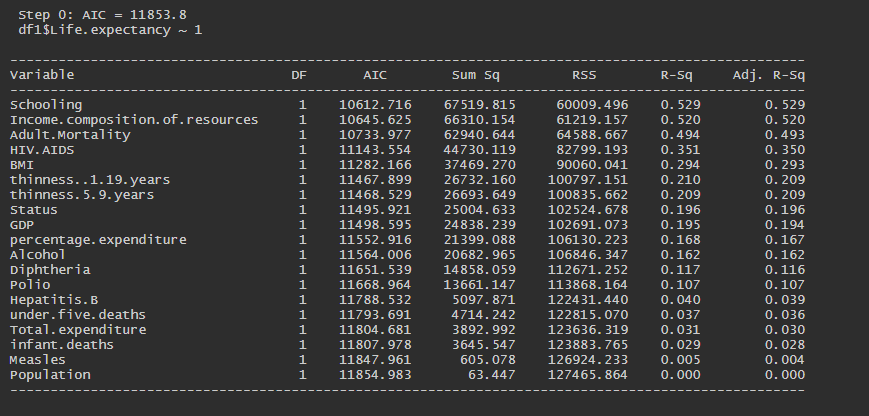 Step 0: AIC = 11853.8
df1$Life.expectancy ~ 1
---------------------------------------------------------------------------------------------------
Variable DF AIC Sum Sq RSS R-Sq Adj. R-Sq
---------------------------------------------------------------------------------------------------
Schooling 1 10612.716 67519.815 60009.496 0.529 0.529
Income.composition.of.resources 1 10645.625 66310.154 61219.157 0.520 0.520
Adult.Mortality 1 10733.977 62940.644 64588.667 0.494 0.493
HIV.AIDS 1 11143.554 44730.119 82799.193 0.351 0.350
BMI 1 11282.166 37469.270 90060.041 0.294 0.293
thinness..1.19.years 1 11467.899 26732.160 100797.151 0.210 0.209
thinness.5.9.years 1 11468.529 26693.649 100835.662 0.209 0.209
Status 1 11495.921 25004.633 102524.678 0.196 0.196
GDP 1 11498.595 24838.239 102691.073 0.195 0.194
percentage.expenditure 1 11552.916 21399.088 106130.223 0.168 0.167
Alcohol 1 11564.006 20682.965 106846.347 0.162 0.162
Diphtheria 1 11651.539 14858.059 112671.252 0.117 0.116
Polio 1 11668.964 13661.147 113868.164 0.107 0.107
Hepatitis.B 1 11788.532 5097.871 122431.440 0.040 0.039
under.five.deaths 1 11793.691 4714.242 122815.070 0.037 0.036
Total.expenditure 1 11804.681 3892.992 123636.319 0.031 0.030
infant.deaths 1 11807.978 3645.547 123883.765 0.029 0.028
Measles 1 11847.961 605.078 126924.233 0.005 0.004
Population 1 11854.983 63.447 127465.864 0.000 0.000
---------------------------------------------------------------------------------------------------